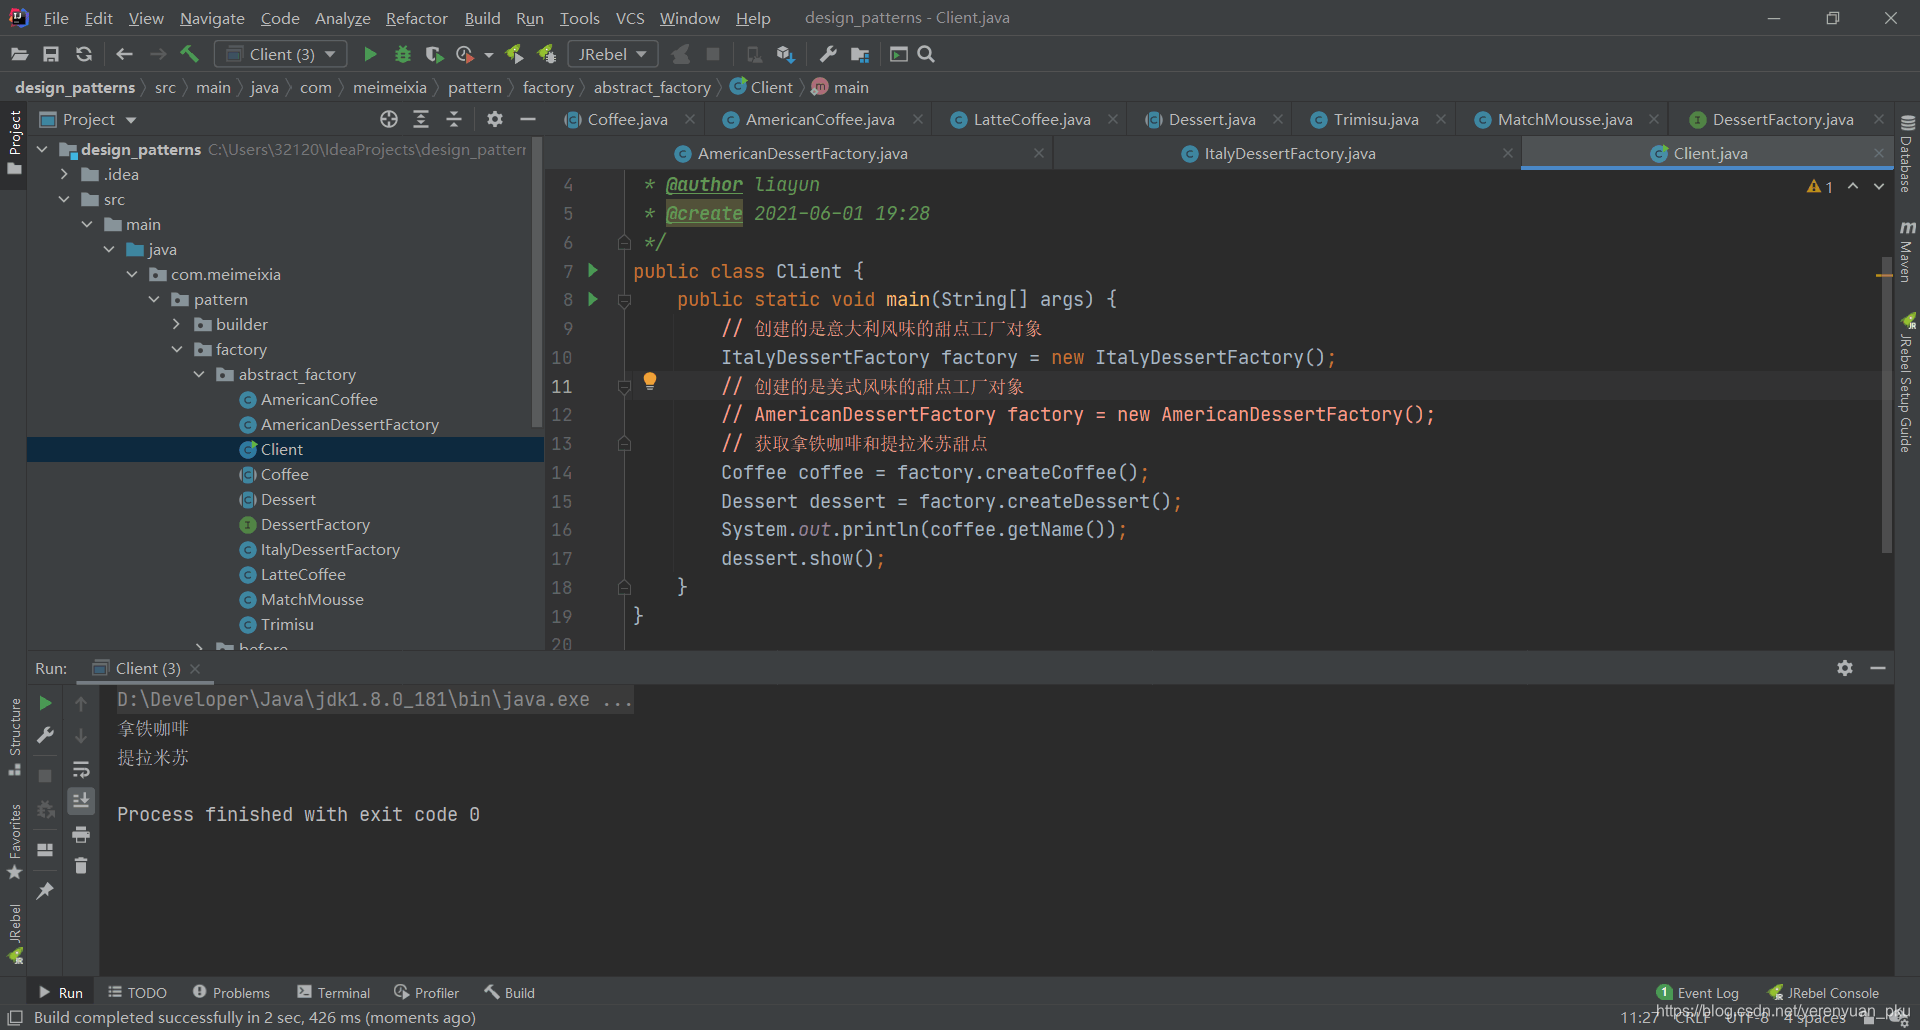 File Edit View Navigate Code Analyze Refactor Build Run Tools VCS Window Help design_patterns - Client.java
Client (3) JRebel
design_patterns src main java com meimeixia pattern factory abstract_factory Client main
Project
Coffee.java AmericanCoffee.java LatteCoffee.java Dessert.java Trimisu.java MatchMousse.java DessertFactory.java
AmericanDessertFactory.java ItalyDessertFactory.java Client.java
Project
design_patterns C:\Users\32120\IdeaProjects\design_pattern
.idea
src
main
java
com.meimeixia
pattern
builder
factory
abstract_factory
AmericanCoffee
AmericanDessertFactory
Client
Coffee
Dessert
DessertFactory
ItalyDessertFactory
LatteCoffee
MatchMousse
Trimisu
before
1
4 * @author liayun
5 * @create 2021-06-01 19:28
6 */
7 public class Client {
8 public static void main(String[] args) {
9 // 创建的是意大利风味的甜点工厂对象
10 ItalyDessertFactory factory = new ItalyDessertFactory();
11 // 创建的是美式风味的甜点工厂对象
12 // AmericanDessertFactory factory = new AmericanDessertFactory();
13 // 获取拿铁咖啡和提拉米苏甜点
14 Coffee coffee = factory.createCoffee();
15 Dessert dessert = factory.createDessert();
16 System.out.println(coffee.getName());
17 dessert.show();
18 }
19 }
20
Database
Maven
JRebel Setup Guide
Run: Client (3)
D:\Developer\Java\jdk1.8.0_181\bin\java.exe ...
拿铁咖啡
提拉米苏
Process finished with exit code 0
Structure
Favorites
JRebel
Run TODO Problems Terminal Profiler Build 1 Event Log JRebel Console
Build completed successfully in 2 sec, 426 ms (moments ago) 11:27 CRLF UTF-8 4 spaces
https://blog.csdn.net/yerenyuan_pku